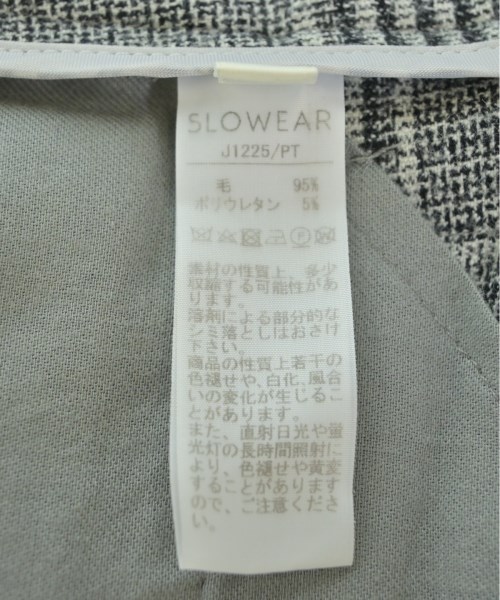 SLOWEAR
J1225/PT
毛 95%
ポリウレタン 5%
素材の性質上、多少
収縮する可能性があ
ります。
溶剤による部分的な
シミ落としはおさけ
下さい。
商品の性質上若干の
色褪せや、白化、風合
いの変化が生じるこ
とがあります。
また、直射日光や蛍
光灯の長時間照射に
より、色褪せや黄変
することがあります
ので、ご注意くださ
い。